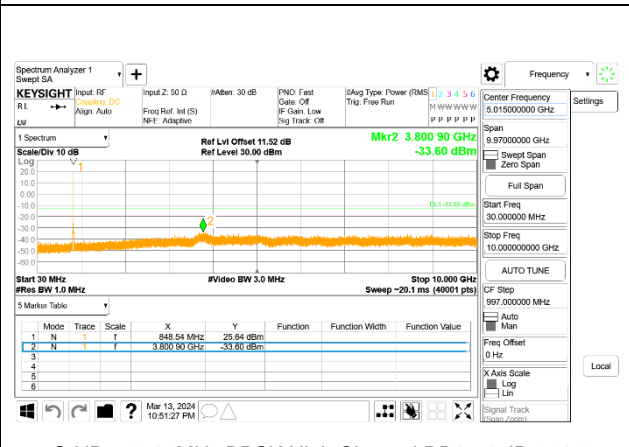 Spectrum Analyzer 1
Swept SA
+
Frequency
KEYSIGHT
Input: RF
Input Z: 50 Ω
#Atten: 30 dB
PNO: Fast
#Avg Type: Power (RMS
1 2 3 4 5 6
RL
Coupling: DC
Gate: Off
Trig: Free Run
Align: Auto
Freq Ref: Int (S)
IF Gain: Low
M W W W W W
NFE: Adaptive
Sig Track: Off
P P P P P P
Center Frequency
5.015000000 GHz
Settings
Span
9.97000000 GHz
Swept Span
Zero Span
Full Span
Start Freq
30.000000 MHz
Stop Freq
10.000000000 GHz
AUTO TUNE
CF Step
997.000000 MHz
Auto
Man
Freq Offset
0 Hz
X Axis Scale
Log
Lin
Local
Signal Track
(Span Zoom)
1 Spectrum
Ref Lvl Offset 11.52 dB
Mkr2 3.800 90 GHz
Scale/Div 10 dB
Ref Level 30.00 dBm
-33.60 dBm
Log
1
20.0
10.0
0.00
-10.0
DL1 -13.00 dBm
-20.0
2
-30.0
-40.0
-50.0
-60.0
Start 30 MHz
#Video BW 3.0 MHz
Stop 10.000 GHz
#Res BW 1.0 MHz
Sweep ~20.1 ms (40001 pts)
5 Marker Table
Mode Trace Scale X Y Function Function Width Function Value
1 N 1 f 848.54 MHz 25.64 dBm
2 N 1 f 3.800 90 GHz -33.60 dBm
3
4
5
6
?
Mar 13, 2024
10:51:27 PM